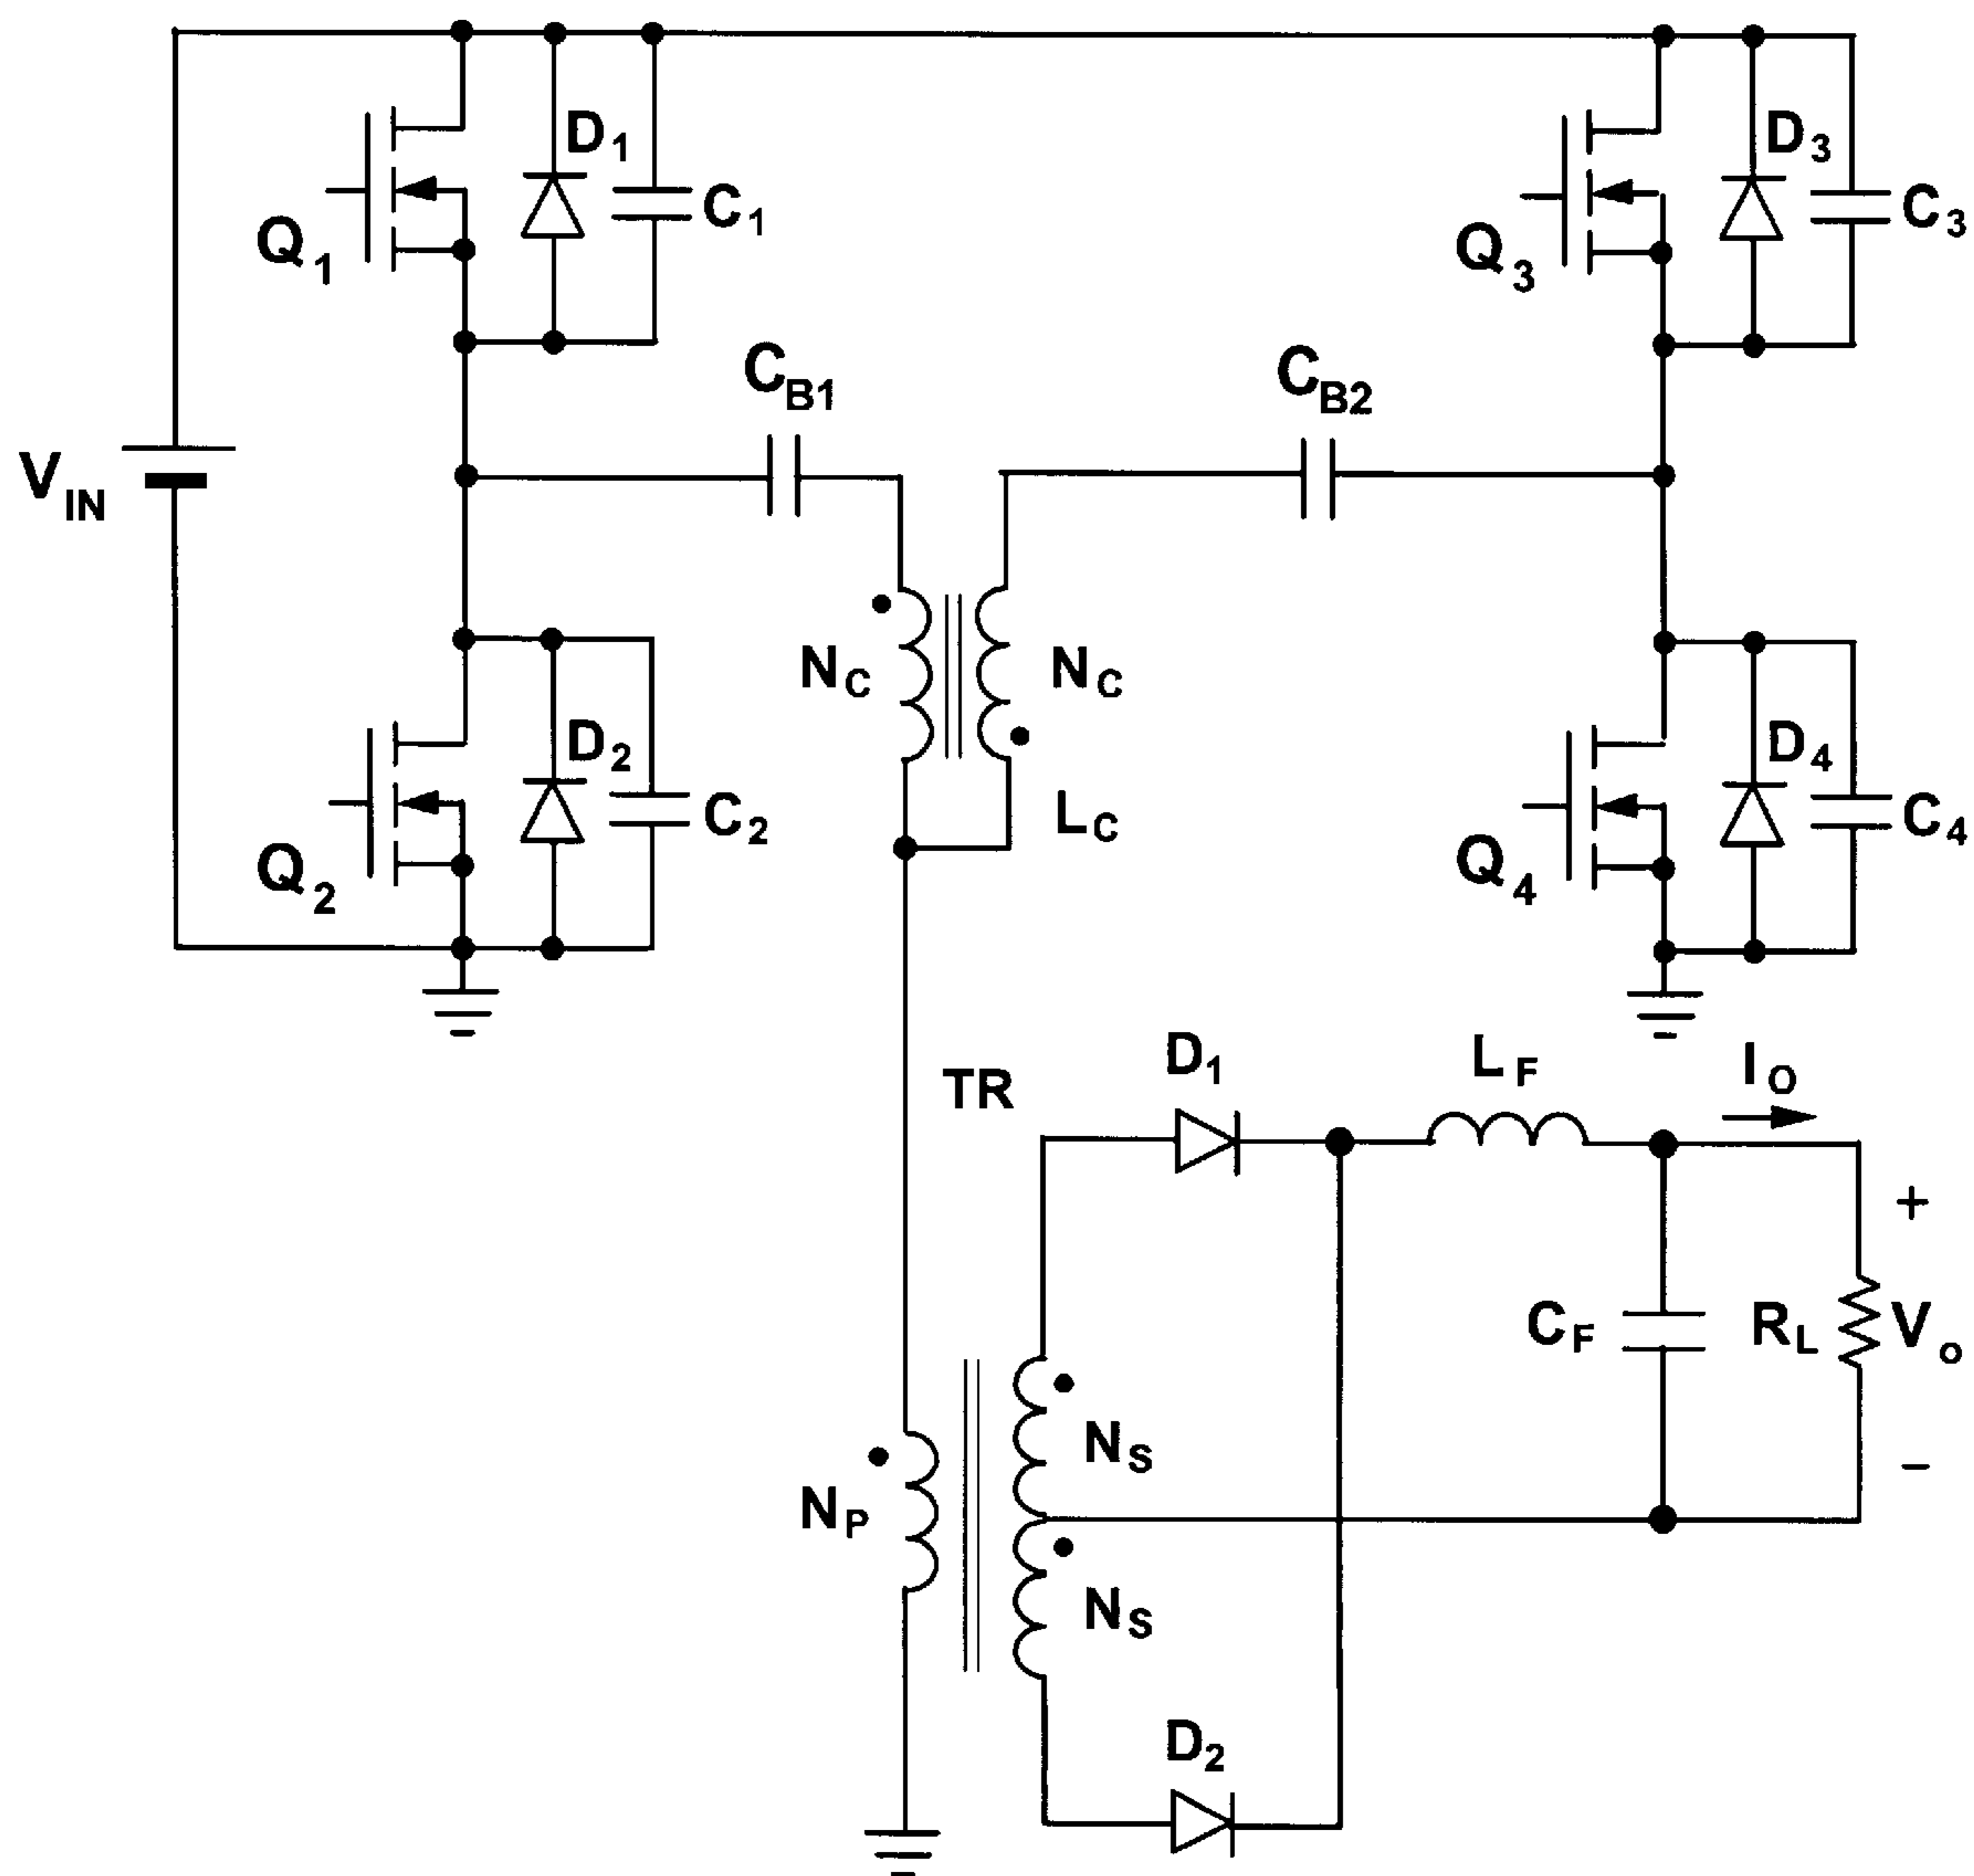 D1
C1
Q1
D3
C3
Q3
CB1
CB2
VIN
NC
NC
D2
C2
Q2
LC
D4
C4
Q4
TR
D1
LF
IO
+
CF
RL
Vo
NS
−
NP
NS
D2